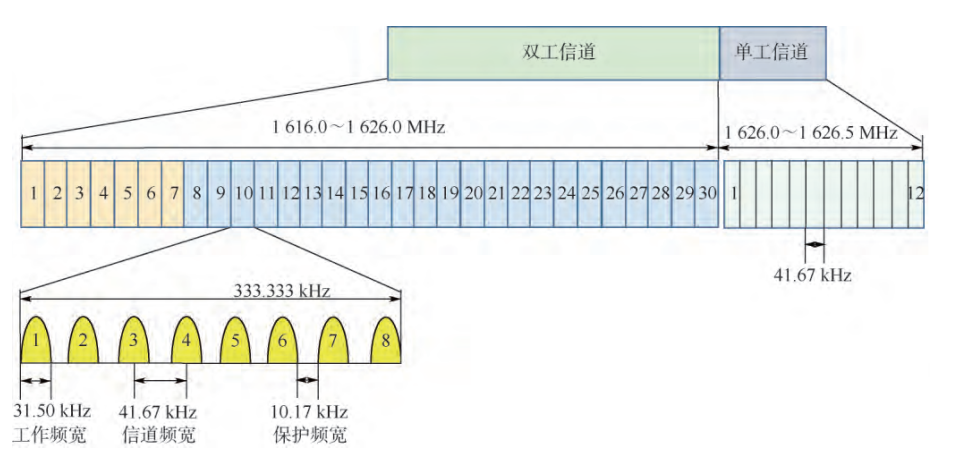 双工信道 单工信道
1 616.0～1 626.0 MHz 1 626.0～1 626.5 MHz
1 2 3 4 5 6 7 8 9 10 11 12 13 14 15 16 17 18 19 20 21 22 23 24 25 26 27 28 29 30 1 12
41.67 kHz
333.333 kHz
1 2 3 4 5 6 7 8
31.50 kHz 41.67 kHz 10.17 kHz
工作频宽 信道频宽 保护频宽